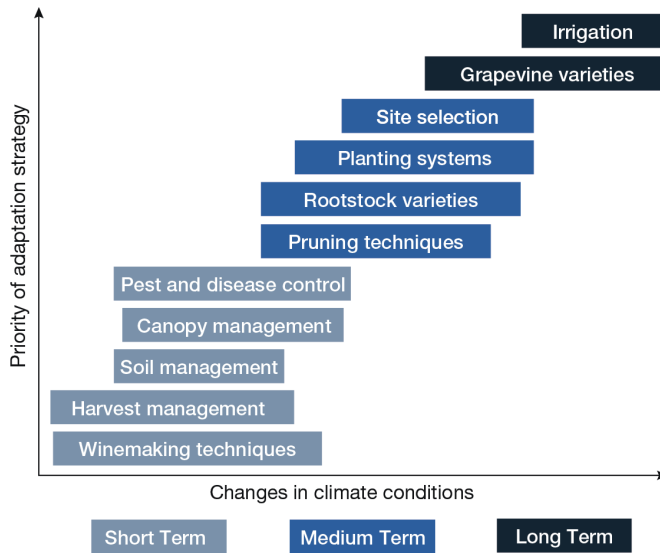 Irrigation
Grapevine varieties
Site selection
Planting systems
Rootstock varieties
Pruning techniques
Pest and disease control
Canopy management
Soil management
Harvest management
Winemaking techniques
Priority of adaptation strategy
Changes in climate conditions
Short Term
Medium Term
Long Term